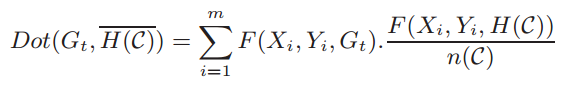 $Dot(G_t, \overline{H(\mathcal{C})}) = \sum_{i=1}^{m} F(X_i, Y_i, G_t).\frac{F(X_i, Y_i, H(\mathcal{C}))}{n(\mathcal{C})}$